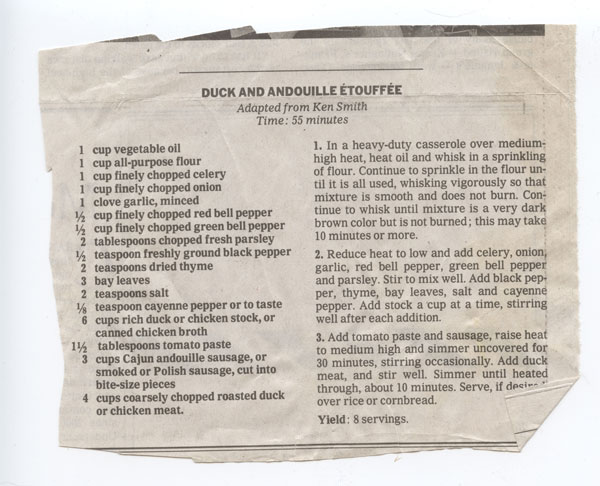 DUCK AND ANDOUILLE ÉTOUFFÉE
Adapted from Ken Smith
Time: 55 minutes
1 cup vegetable oil
1 cup all-purpose flour
1 cup finely chopped celery
1 cup finely chopped onion
1 clove garlic, minced
½ cup finely chopped red bell pepper
½ cup finely chopped green bell pepper
2 tablespoons chopped fresh parsley
½ teaspoon freshly ground black pepper
2 teaspoons dried thyme
3 bay leaves
2 teaspoons salt
⅛ teaspoon cayenne pepper or to taste
6 cups rich duck or chicken stock, or
canned chicken broth
1½ tablespoons tomato paste
3 cups Cajun andouille sausage, or
smoked or Polish sausage, cut into
bite-size pieces
4 cups coarsely chopped roasted duck
or chicken meat.
1. In a heavy-duty casserole over medium-
high heat, heat oil and whisk in a sprinkling
of flour. Continue to sprinkle in the flour un-
til it is all used, whisking vigorously so that
mixture is smooth and does not burn. Con-
tinue to whisk until mixture is a very dark
brown color but is not burned; this may take
10 minutes or more.
2. Reduce heat to low and add celery, onion,
garlic, red bell pepper, green bell pepper
and parsley. Stir to mix well. Add black pep-
per, thyme, bay leaves, salt and cayenne
pepper. Add stock a cup at a time, stirring
well after each addition.
3. Add tomato paste and sausage, raise heat
to medium high and simmer uncovered for
30 minutes, stirring occasionally. Add duck
meat, and stir well. Simmer until heated
through, about 10 minutes. Serve, if desired
over rice or cornbread.
Yield: 8 servings.